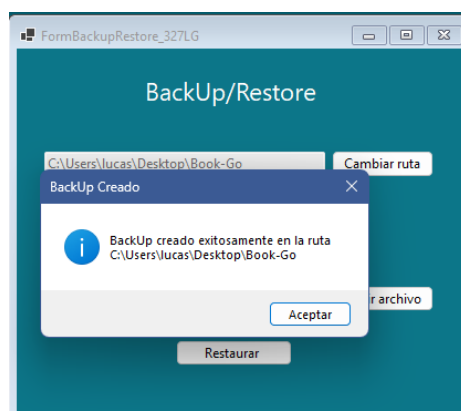 FormBackupRestore_327LG
BackUp/Restore
C:\Users\lucas\Desktop\Book-Go
Cambiar ruta
BackUp Creado
BackUp creado exitosamente en la ruta
C:\Users\lucas\Desktop\Book-Go
Aceptar
archivo
Restaurar